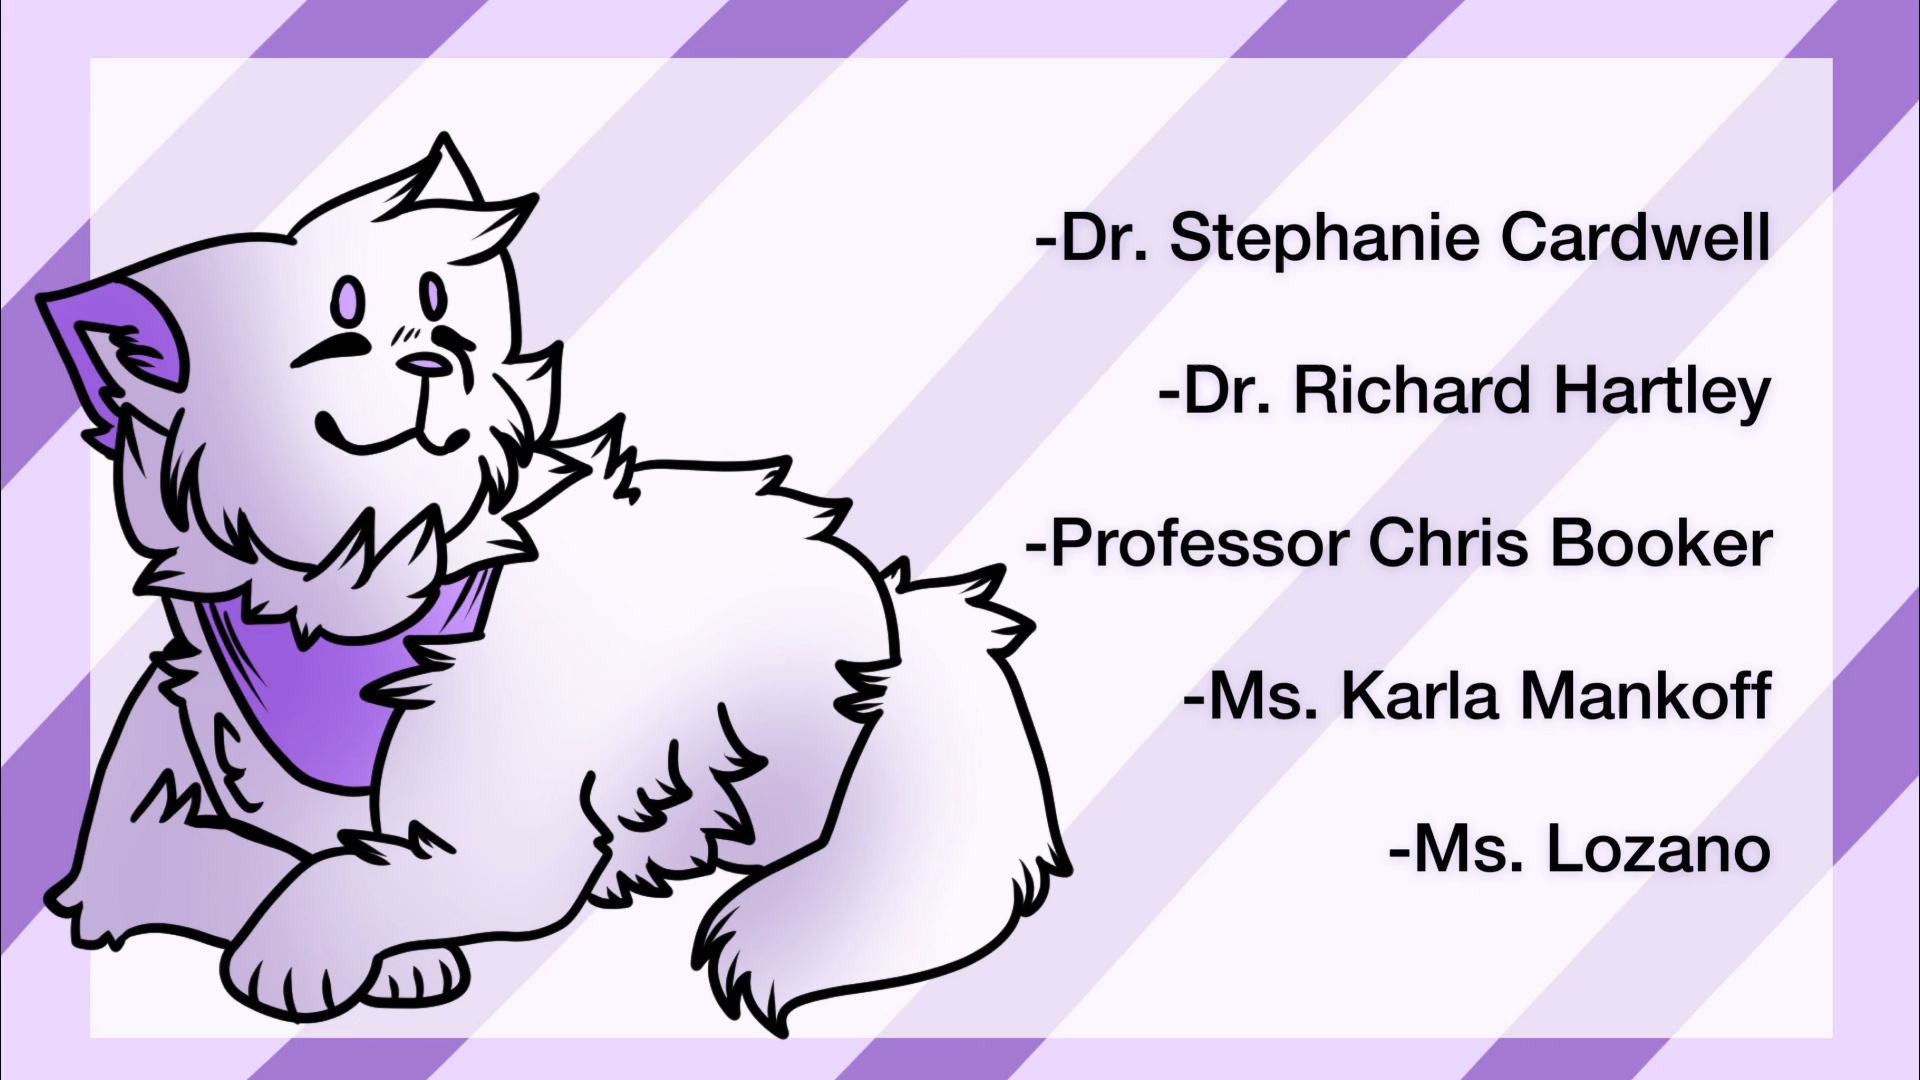 -Dr. Stephanie Cardwell
-Dr. Richard Hartley
-Professor Chris Booker
-Ms. Karla Mankoff
-Ms. Lozano